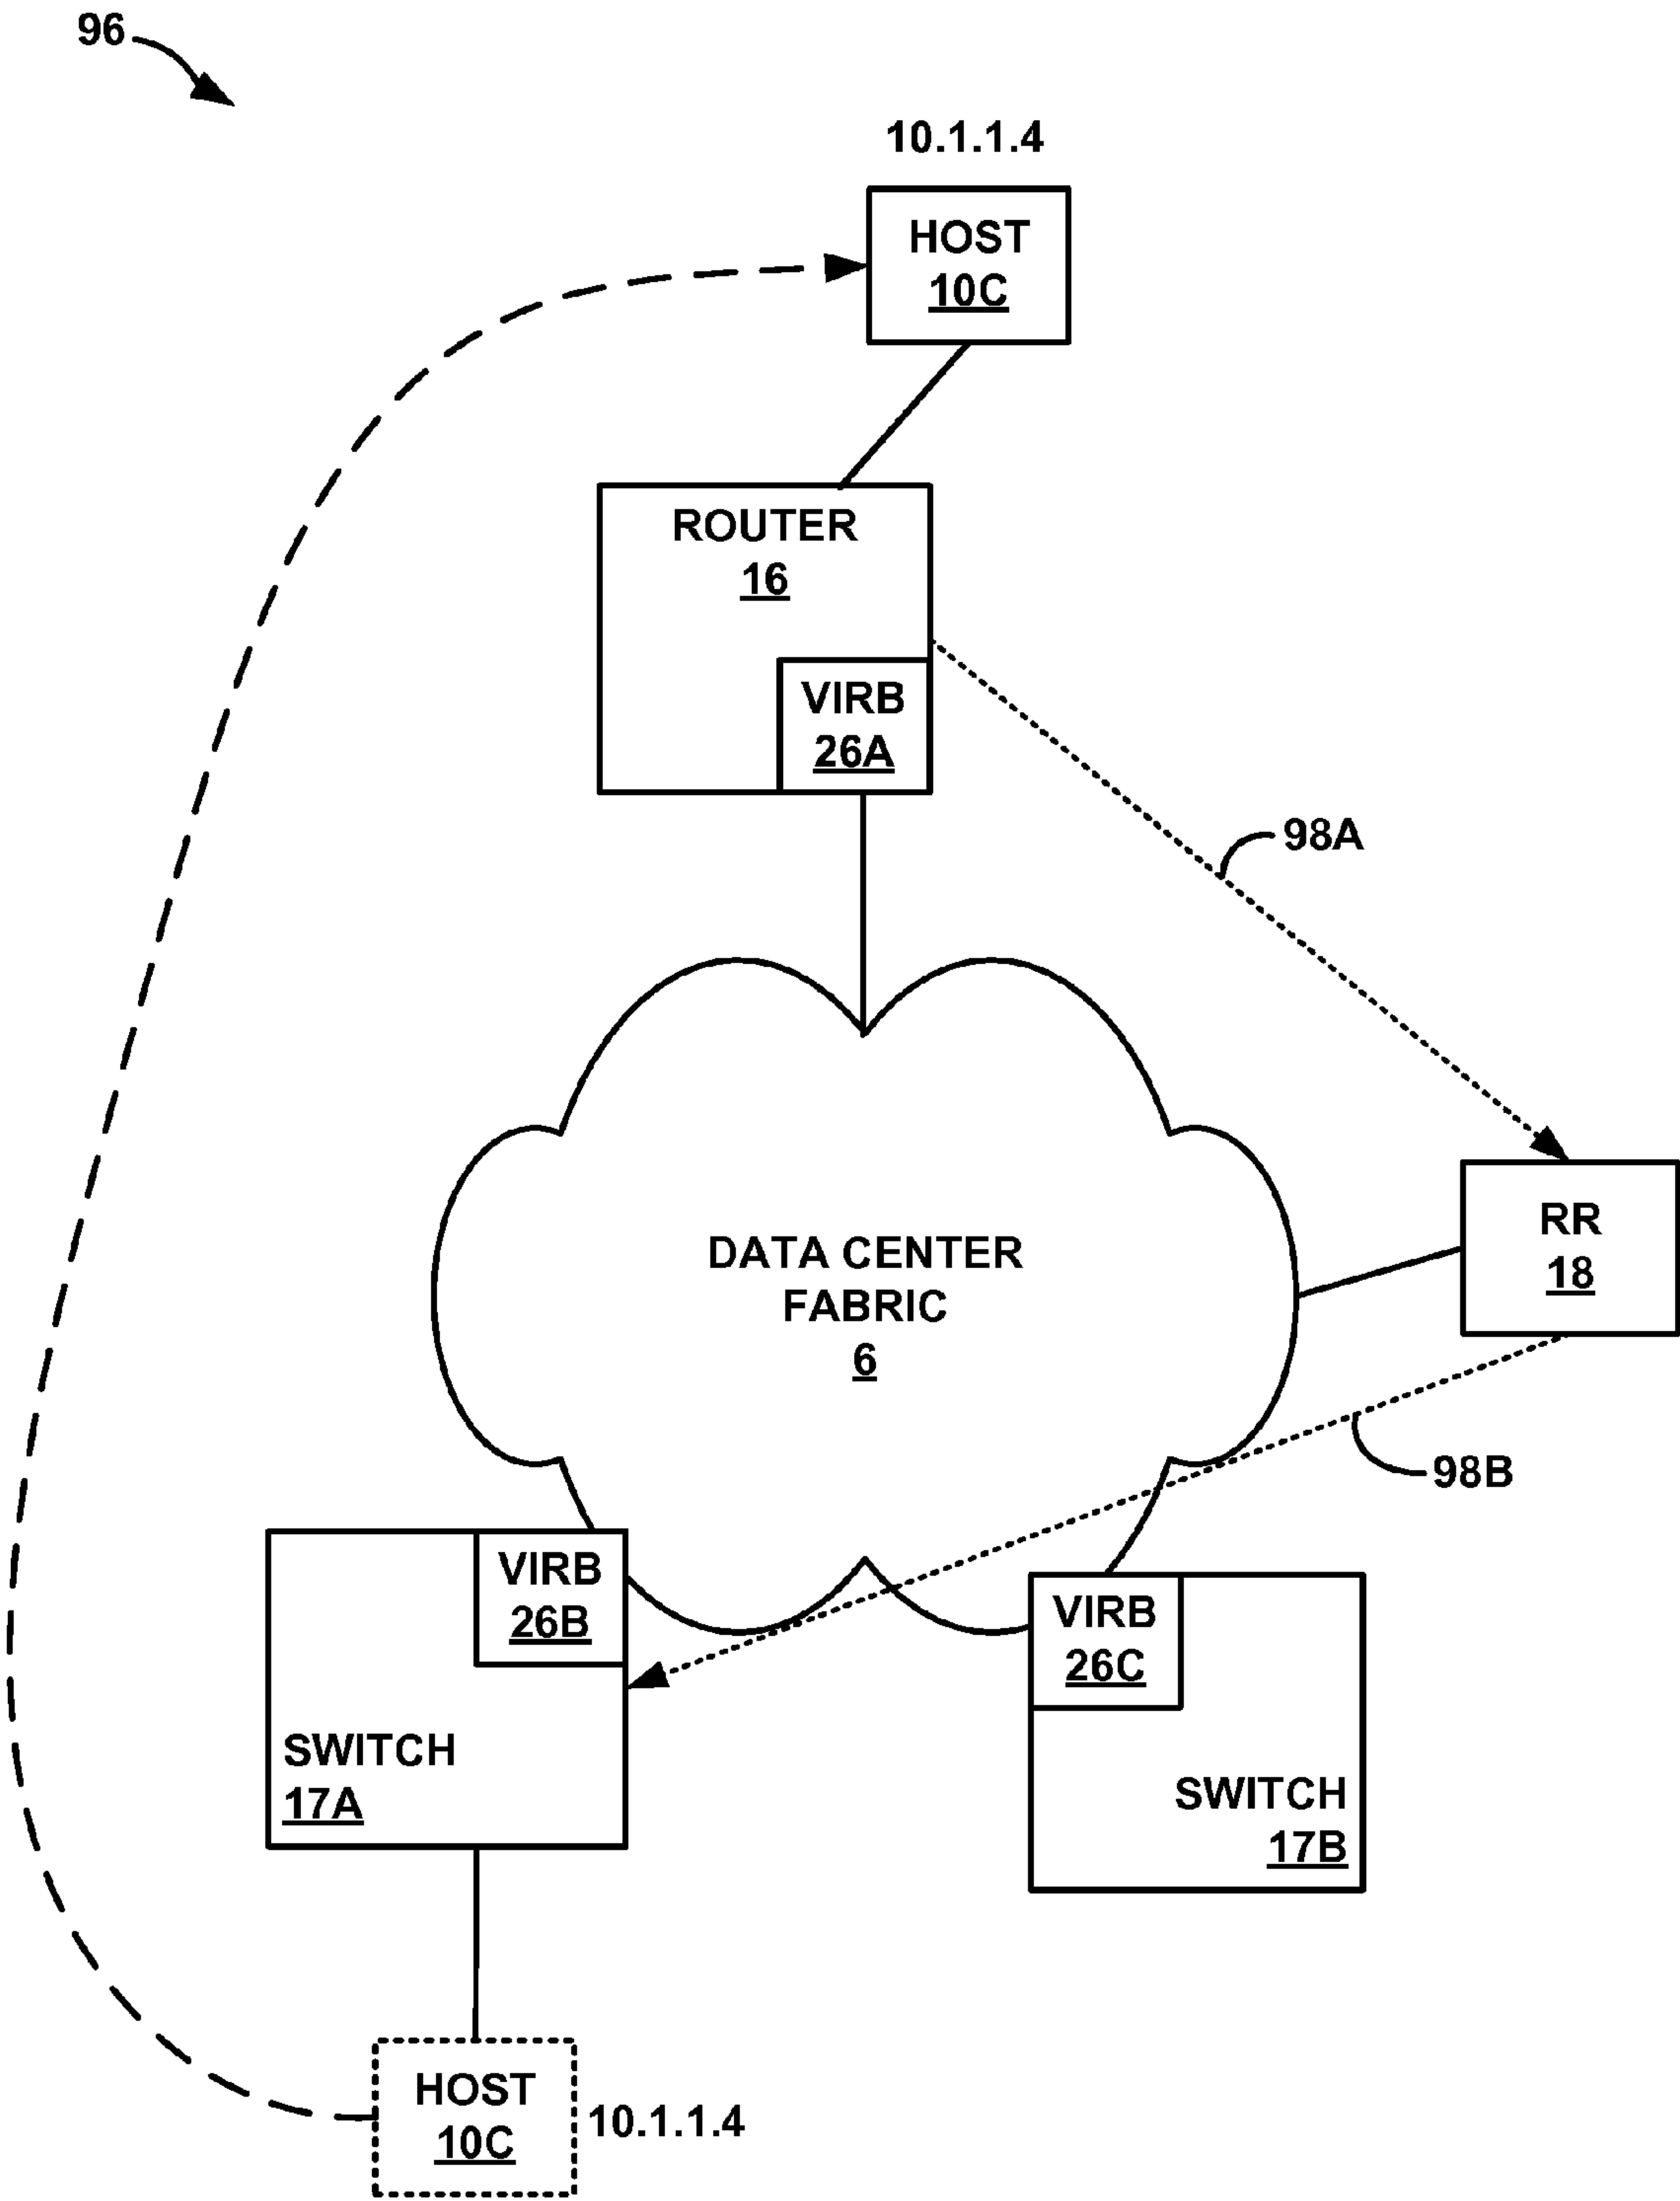 96
10.1.1.4
HOST
10C
ROUTER
16
VIRB
26A
98A
DATA CENTER
FABRIC
6
RR
18
98B
VIRB
26B
SWITCH
17A
VIRB
26C
SWITCH
17B
HOST
10C
10.1.1.4